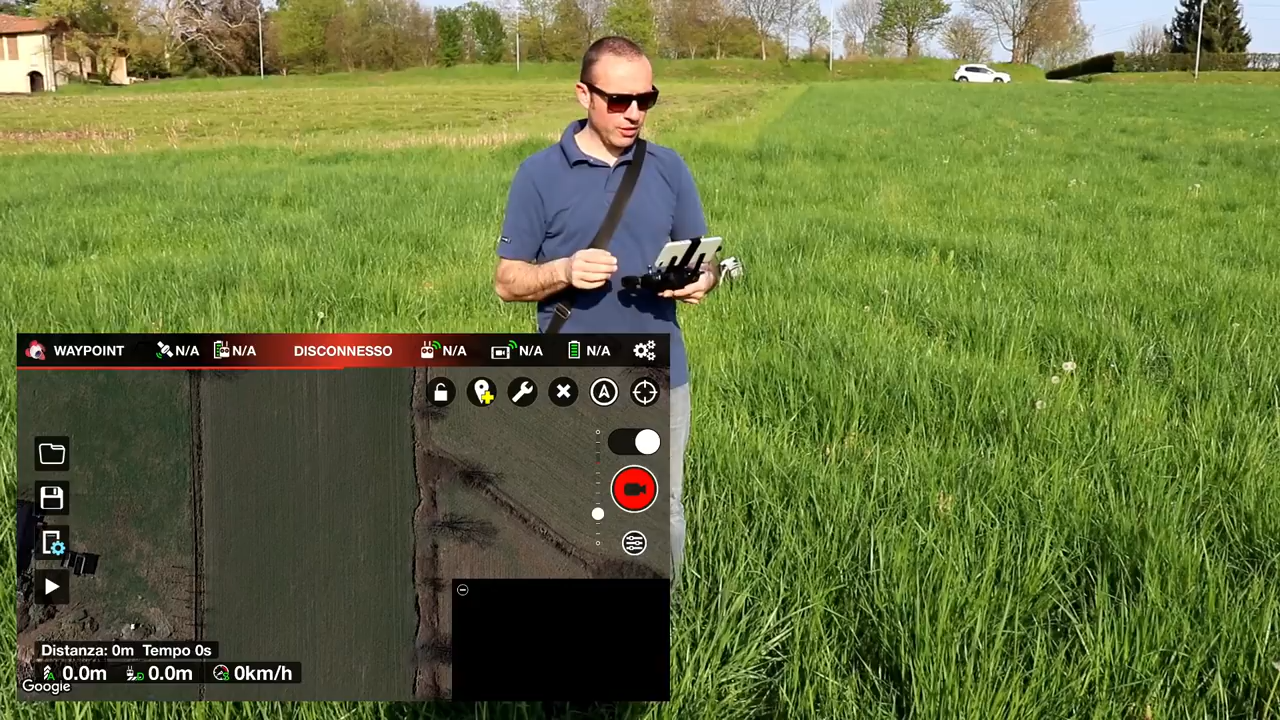 WAYPOINT N/A N/A DISCONNESSO N/A N/A N/A
A
Distanza: 0m Tempo 0s
0.0m 0.0m 0km/h
Google